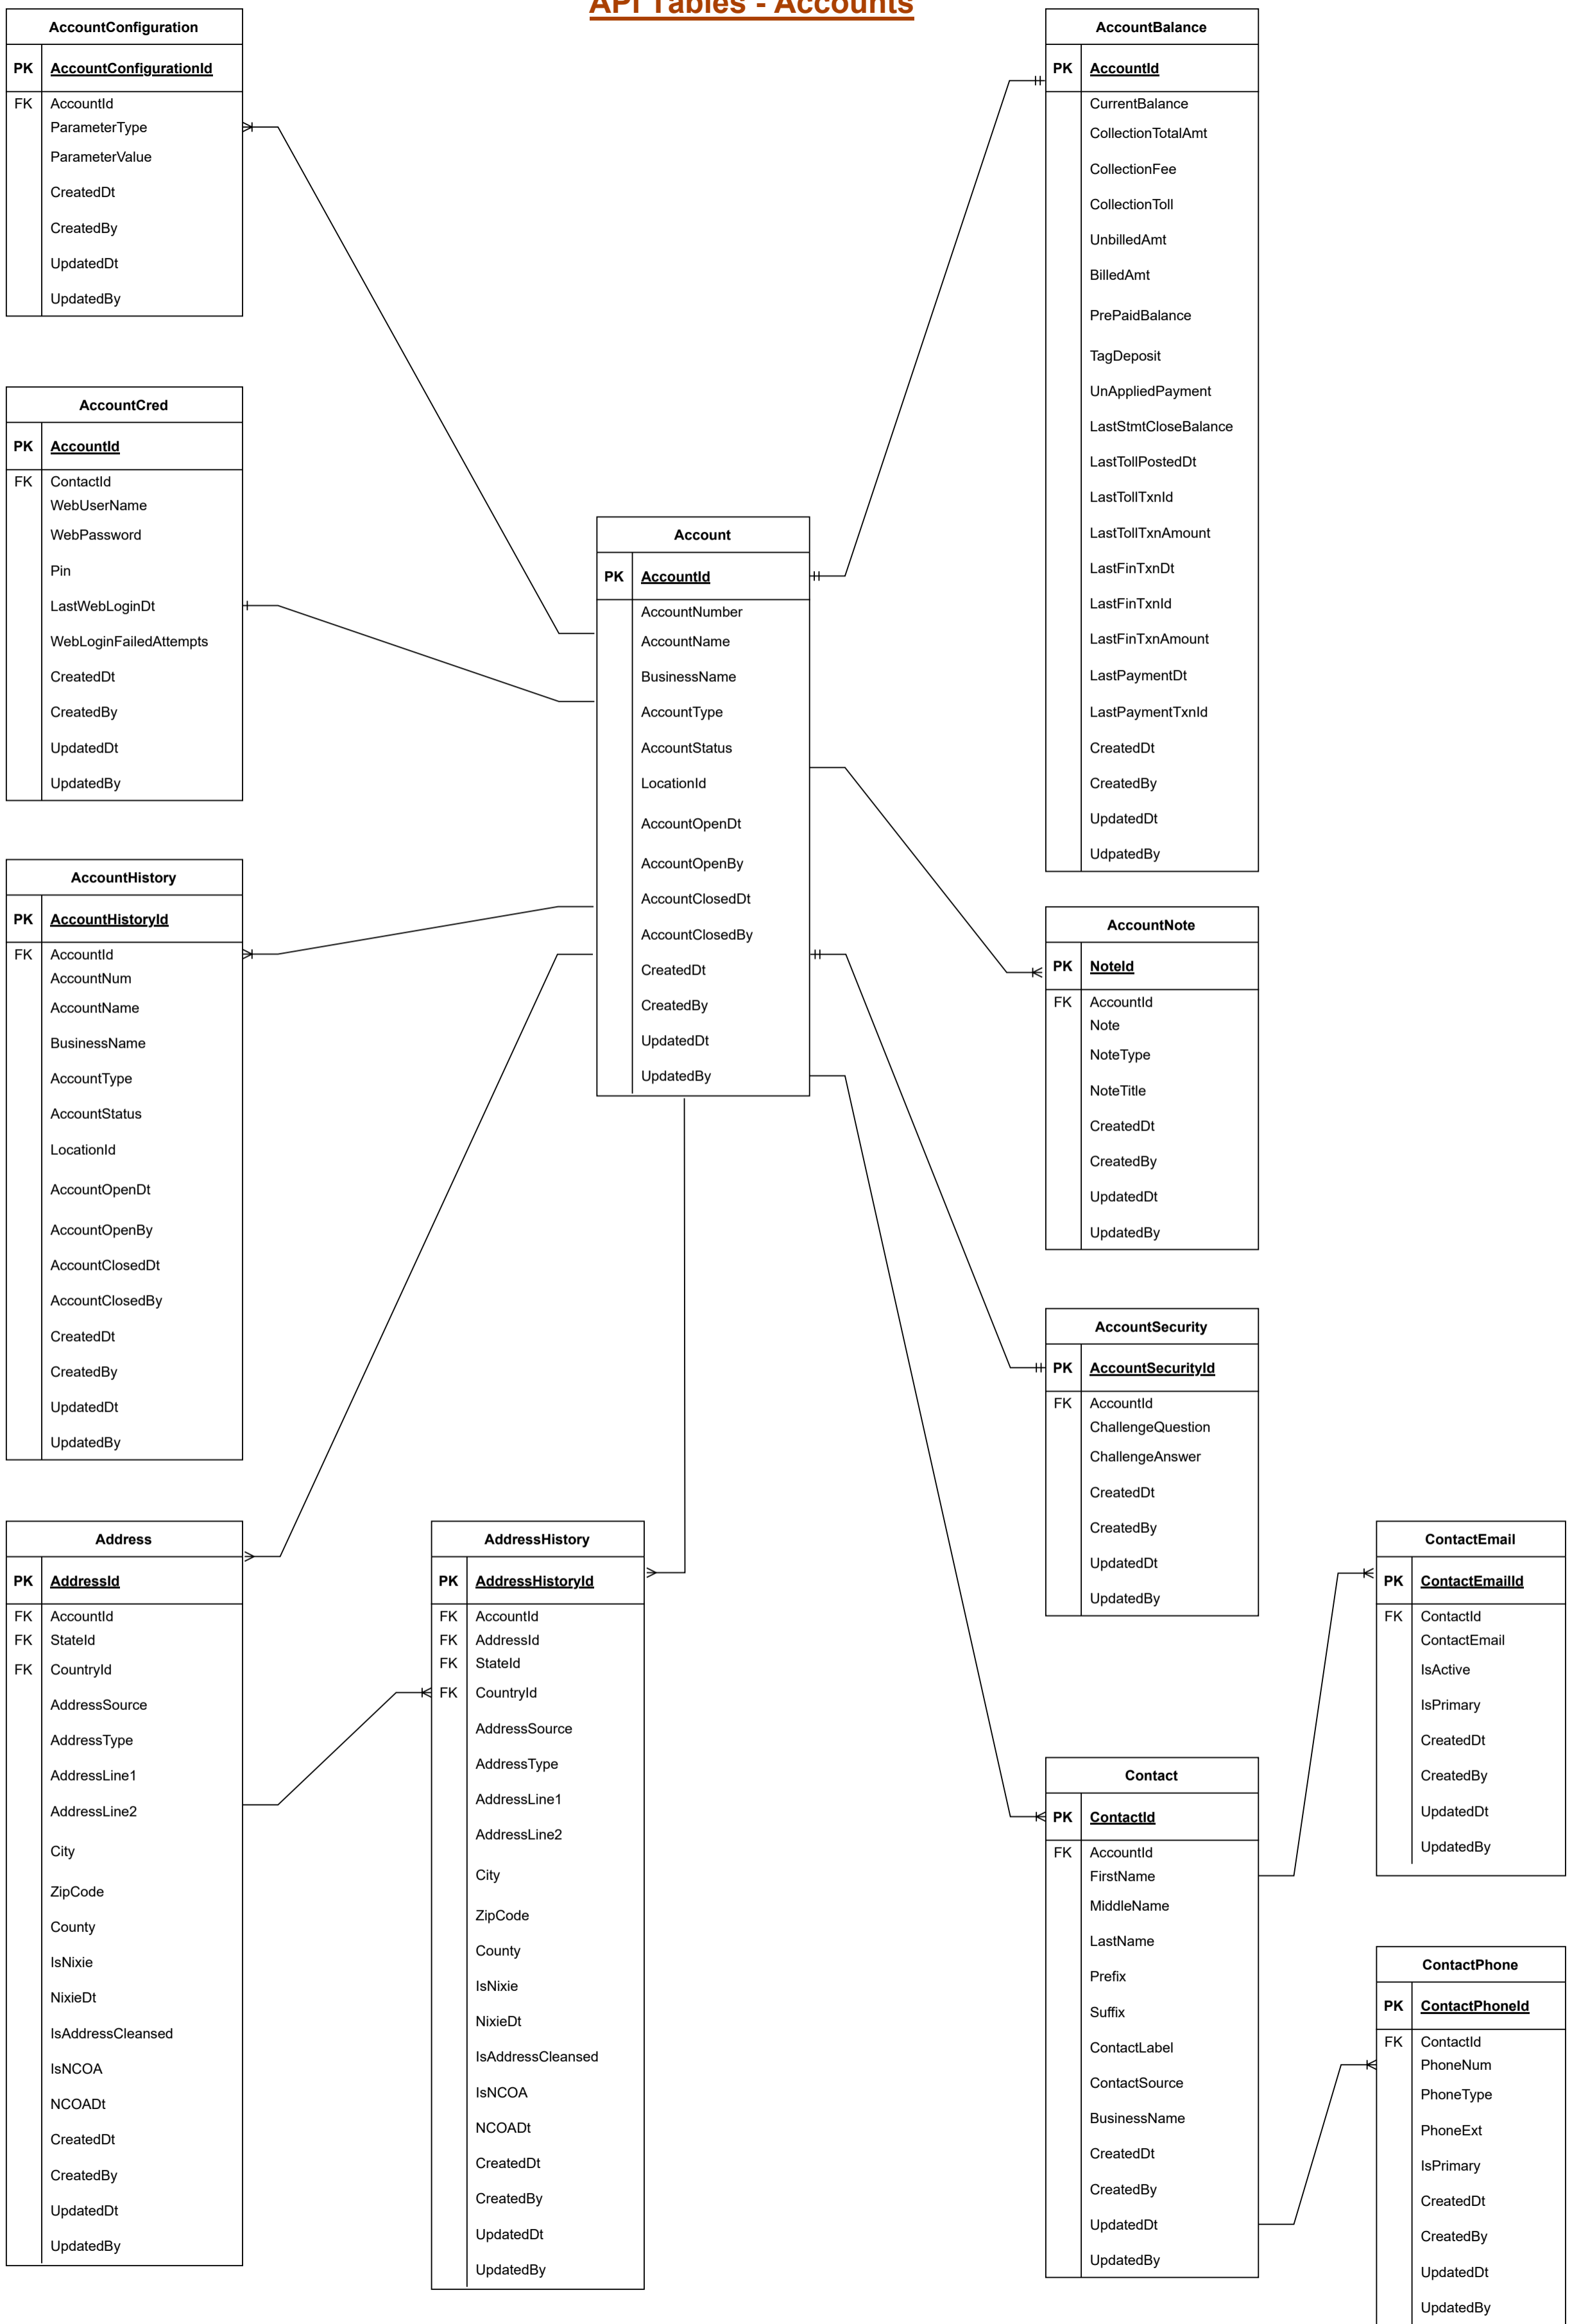 API Tables - Accounts
AccountConfiguration
PK AccountConfigurationId
FK AccountId
ParameterType
ParameterValue
CreatedDt
CreatedBy
UpdatedDt
UpdatedBy
AccountCred
PK AccountId
FK ContactId
WebUserName
WebPassword
Pin
LastWebLoginDt
WebLoginFailedAttempts
CreatedDt
CreatedBy
UpdatedDt
UpdatedBy
AccountHistory
PK AccountHistoryId
FK AccountId
AccountNum
AccountName
BusinessName
AccountType
AccountStatus
LocationId
AccountOpenDt
AccountOpenBy
AccountClosedDt
AccountClosedBy
CreatedDt
CreatedBy
UpdatedDt
UpdatedBy
Address
PK AddressId
FK AccountId
FK StateId
FK CountryId
AddressSource
AddressType
AddressLine1
AddressLine2
City
ZipCode
County
IsNixie
NixieDt
IsAddressCleansed
IsNCOA
NCOADt
CreatedDt
CreatedBy
UpdatedDt
UpdatedBy
AddressHistory
PK AddressHistoryId
FK AccountId
FK AddressId
FK StateId
FK CountryId
AddressSource
AddressType
AddressLine1
AddressLine2
City
ZipCode
County
IsNixie
NixieDt
IsAddressCleansed
IsNCOA
NCOADt
CreatedDt
CreatedBy
UpdatedDt
UpdatedBy
Account
PK AccountId
AccountNumber
AccountName
BusinessName
AccountType
AccountStatus
LocationId
AccountOpenDt
AccountOpenBy
AccountClosedDt
AccountClosedBy
CreatedDt
CreatedBy
UpdatedDt
UpdatedBy
AccountBalance
PK AccountId
CurrentBalance
CollectionTotalAmt
CollectionFee
CollectionToll
UnbilledAmt
BilledAmt
PrePaidBalance
TagDeposit
UnAppliedPayment
LastStmtCloseBalance
LastTollPostedDt
LastTollTxnId
LastTollTxnAmount
LastFinTxnDt
LastFinTxnId
LastFinTxnAmount
LastPaymentDt
LastPaymentTxnId
CreatedDt
CreatedBy
UpdatedDt
UdpatedBy
AccountNote
PK NoteId
FK AccountId
Note
NoteType
NoteTitle
CreatedDt
CreatedBy
UpdatedDt
UpdatedBy
AccountSecurity
PK AccountSecurityId
FK AccountId
ChallengeQuestion
ChallengeAnswer
CreatedDt
CreatedBy
UpdatedDt
UpdatedBy
Contact
PK ContactId
FK AccountId
FirstName
MiddleName
LastName
Prefix
Suffix
ContactLabel
ContactSource
BusinessName
CreatedDt
CreatedBy
UpdatedDt
UpdatedBy
ContactEmail
PK ContactEmailId
FK ContactId
ContactEmail
IsActive
IsPrimary
CreatedDt
CreatedBy
UpdatedDt
UpdatedBy
ContactPhone
PK ContactPhoneId
FK ContactId
PhoneNum
PhoneType
PhoneExt
IsPrimary
CreatedDt
CreatedBy
UpdatedDt
UpdatedBy